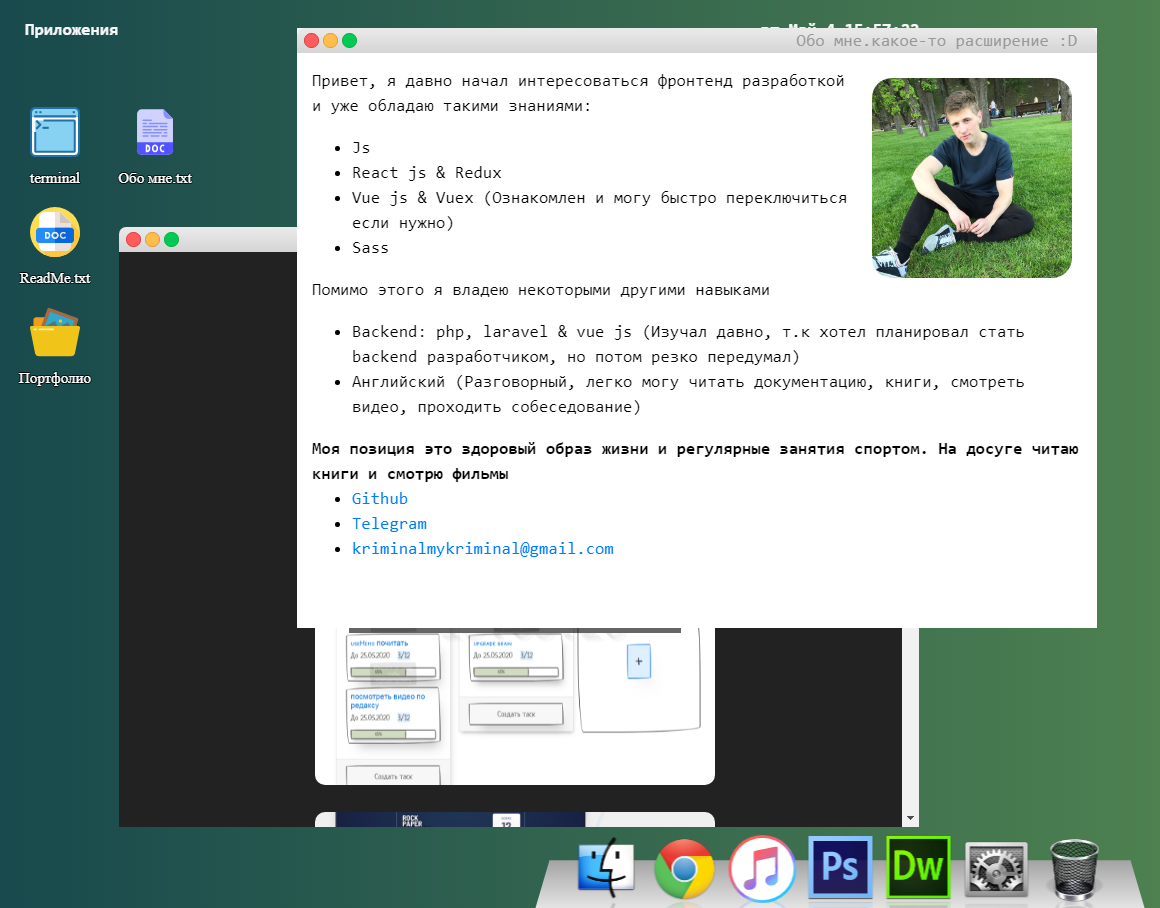 Приложения
Обо мне.какое-то расширение :D
Привет, я давно начал интересоваться фронтенд разработкой
и уже обладаю такими знаниями:
Js
React js & Redux
Vue js & Vuex (Ознакомлен и могу быстро переключиться
если нужно)
Sass
Помимо этого я владею некоторыми другими навыками
Backend: php, laravel & vue js (Изучал давно, т.к хотел планировал стать
backend разработчиком, но потом резко передумал)
Английский (Разговорный, легко могу читать документацию, книги, смотреть
видео, проходить собеседование)
Моя позиция это здоровый образ жизни и регулярные занятия спортом. На досуге читаю
книги и смотрю фильмы
Github
Telegram
kriminalmykriminal@gmail.com
terminal
DOC
Обо мне.txt
DOC
ReadMe.txt
Портфолио
useMemo почитать
До 25.05.2020 3/12
посмотреть видео по
редаксу
До 25.05.2020 3/12
Создать таск
UPGRADE BRAIN
До 25.05.2020 3/12
Создать таск
+
ROCK
PAPER
12
Ps
Dw